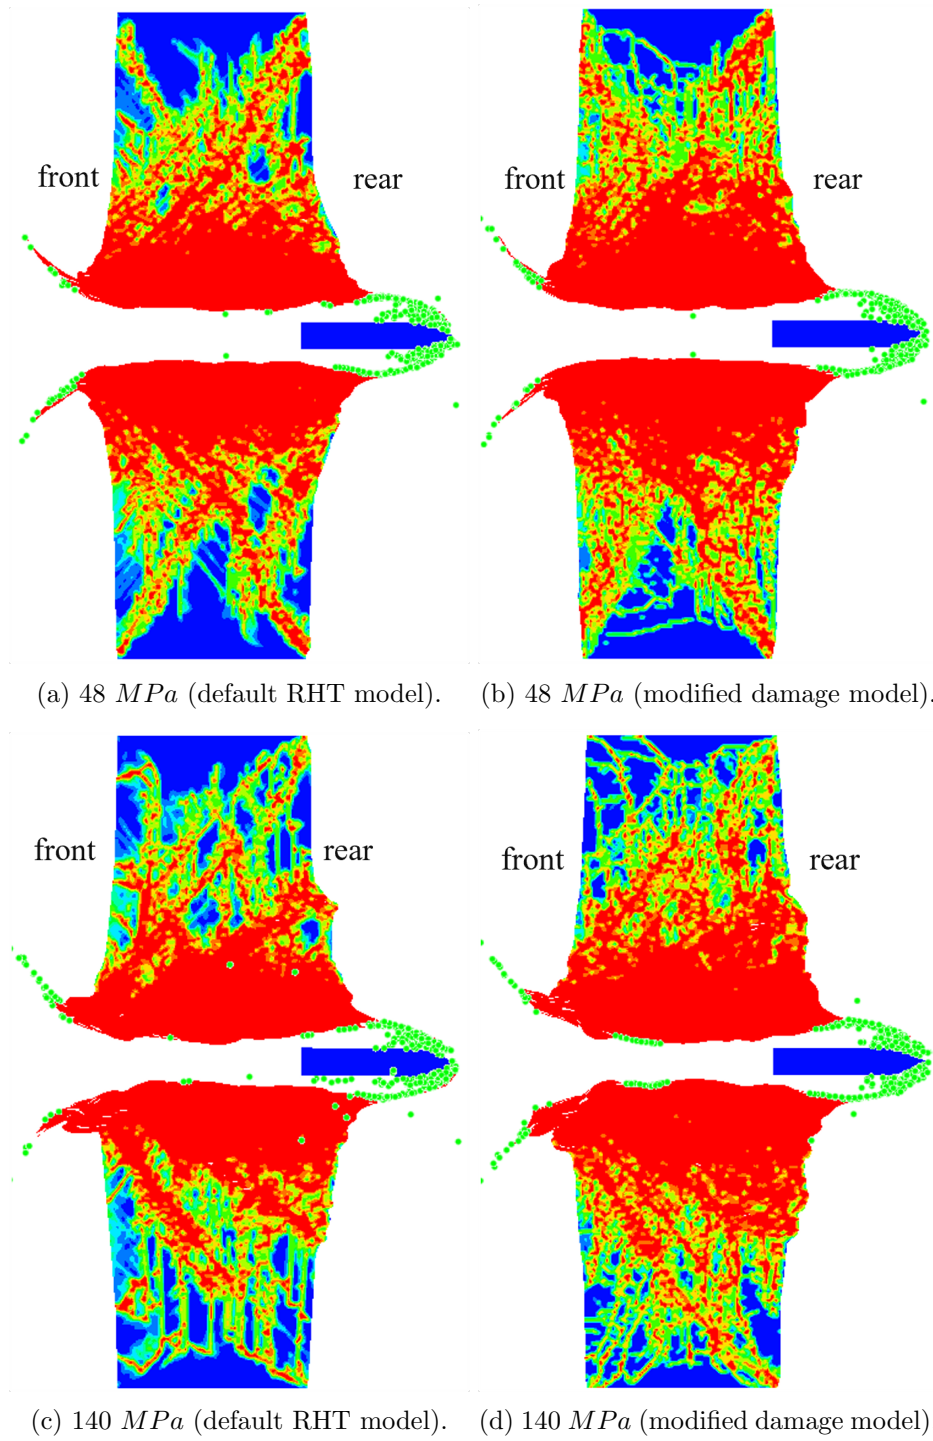 front
rear
front
rear
(a) 48 MPa (default RHT model).
(b) 48 MPa (modified damage model).
front
rear
front
rear
(c) 140 MPa (default RHT model).
(d) 140 MPa (modified damage model)